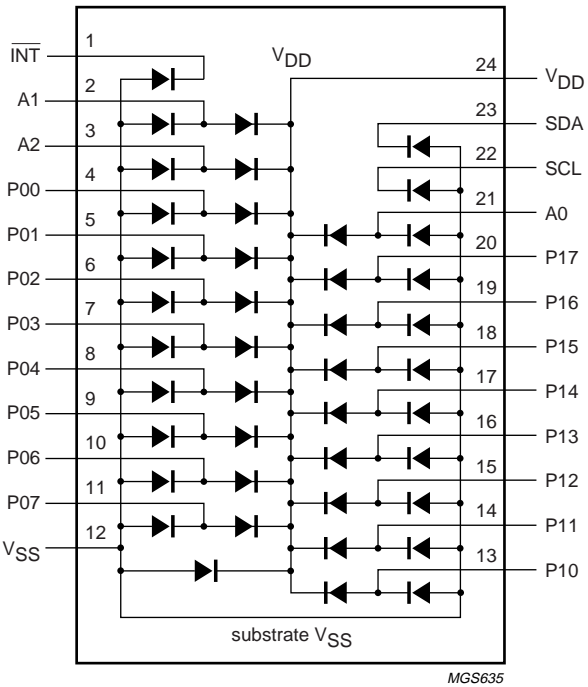 INT
1
A1
2
A2
3
P00
4
P01
5
P02
6
P03
7
P04
8
P05
9
P06
10
P07
11
VSS
12
VDD
24
VDD
23
SDA
22
SCL
21
A0
20
P17
19
P16
18
P15
17
P14
16
P13
15
P12
14
P11
13
P10
substrate VSS
MGS635